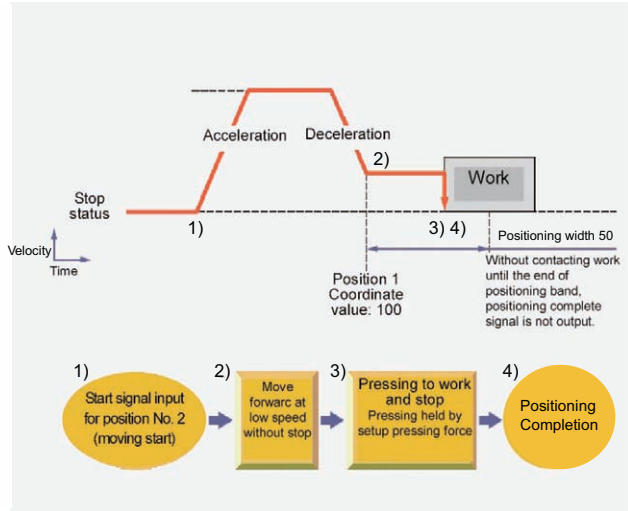 Acceleration
Deceleration
2)
Work
Stop
status
1)
3) 4)
Positioning width 50
Velocity
Time
Without contacting work
until the end of
positioning band,
positioning complete
signal is not output.
Position 1
Coordinate
value: 100
1)
Start signal input
for position No. 2
(moving start)
2)
Move
forwarc at
low speed
without stop
3)
Pressing to work
and stop
Pressing held by
setup pressing force
4)
Positioning
Completion